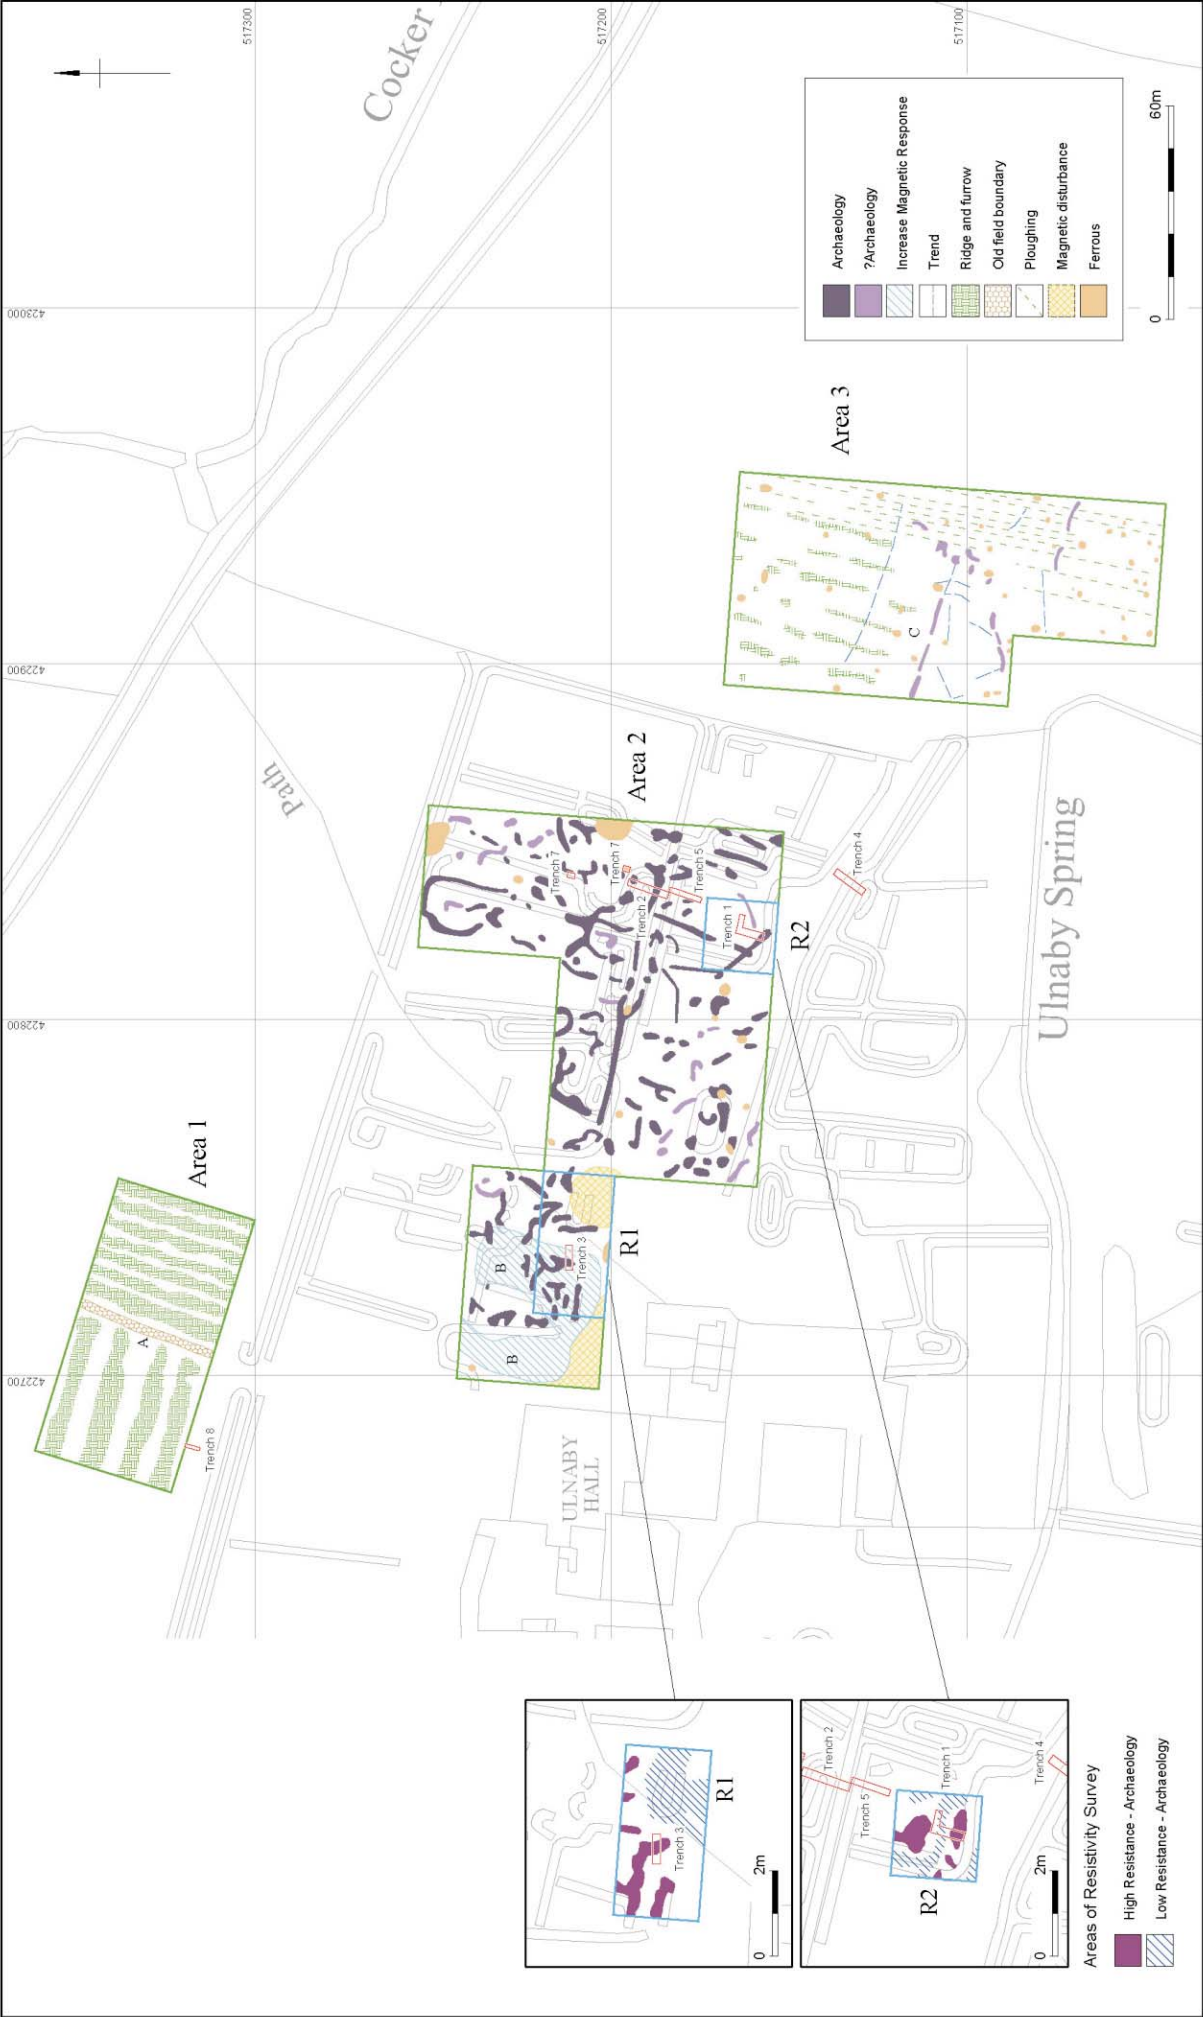 517300
517200
517100
422700
422800
422900
423000
Cocker
Path
Area 1
A
Trench 8
Area 2
B
B
Trench 3
R1
Trench 7
Trench 7
Trench 2
Trench 5
Trench 1
R2
Trench 4
Area 3
C
ULNABY
HALL
Ulnaby Spring
Archaeology
?Archaeology
Increase Magnetic Response
Trend
Ridge and furrow
Old field boundary
Ploughing
Magnetic disturbance
Ferrous
0 60m
Trench 3
R1
0 2m
Trench 2
Trench 5
Trench 1
Trench 4
R2
0 2m
Areas of Resistivity Survey
High Resistance - Archaeology
Low Resistance - Archaeology